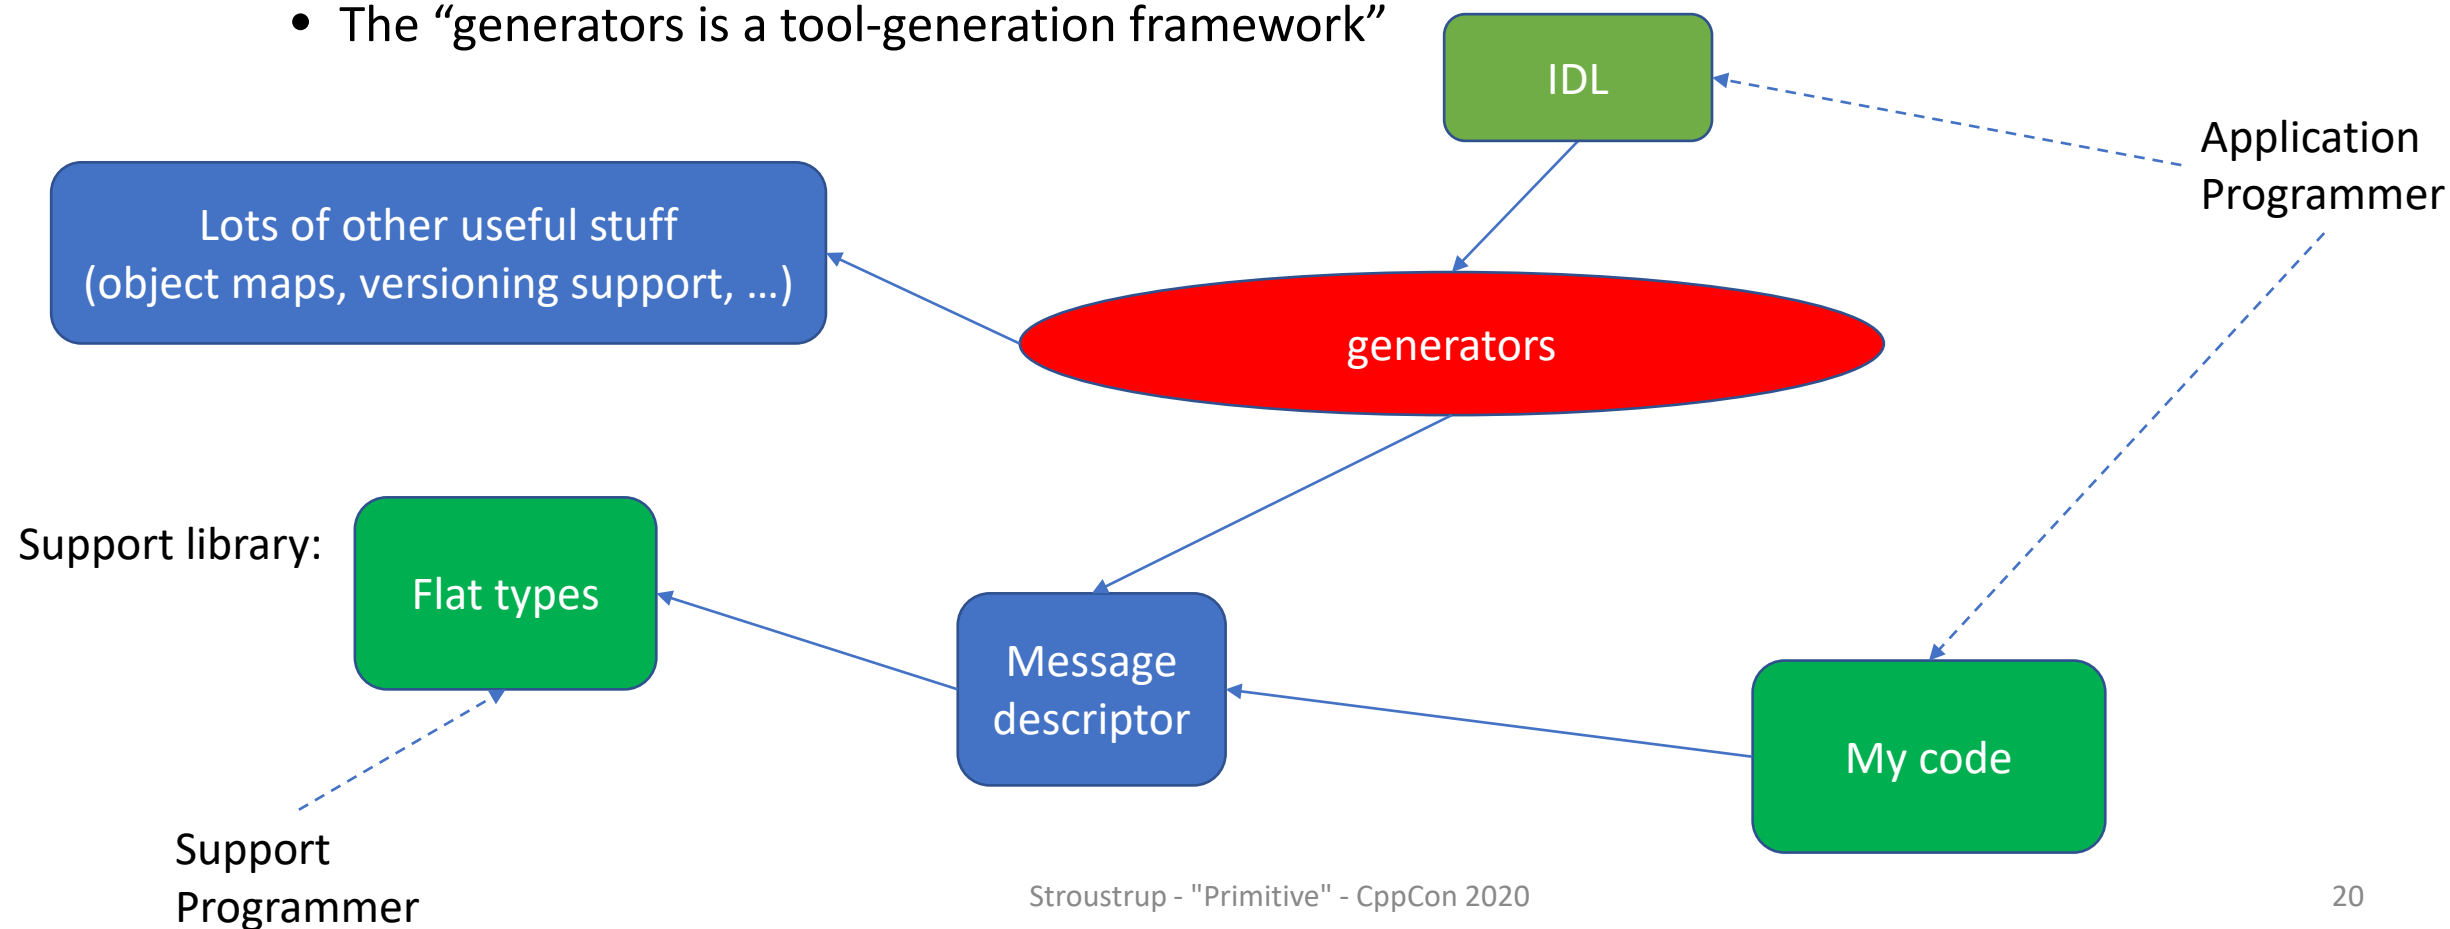 • The “generators is a tool-generation framework”
IDL
Application
Programmer
Lots of other useful stuff
(object maps, versioning support, …)
generators
Support library:
Flat types
Message
descriptor
My code
Support
Programmer
Stroustrup - "Primitive" - CppCon 2020
20